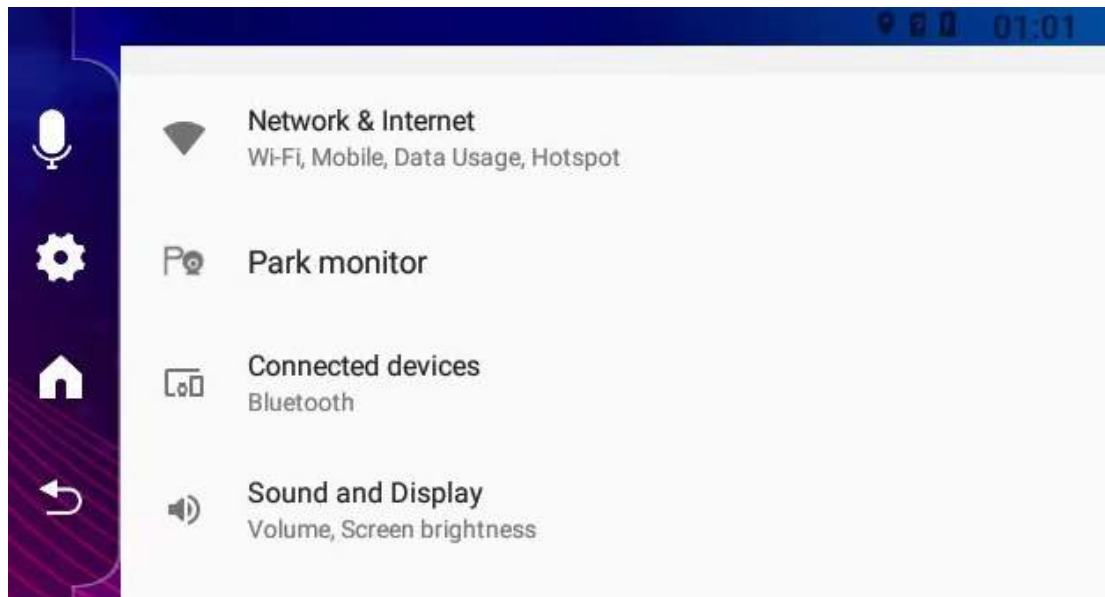 01:01
Network & Internet
Wi-Fi, Mobile, Data Usage, Hotspot
Park monitor
Connected devices
Bluetooth
Sound and Display
Volume, Screen brightness